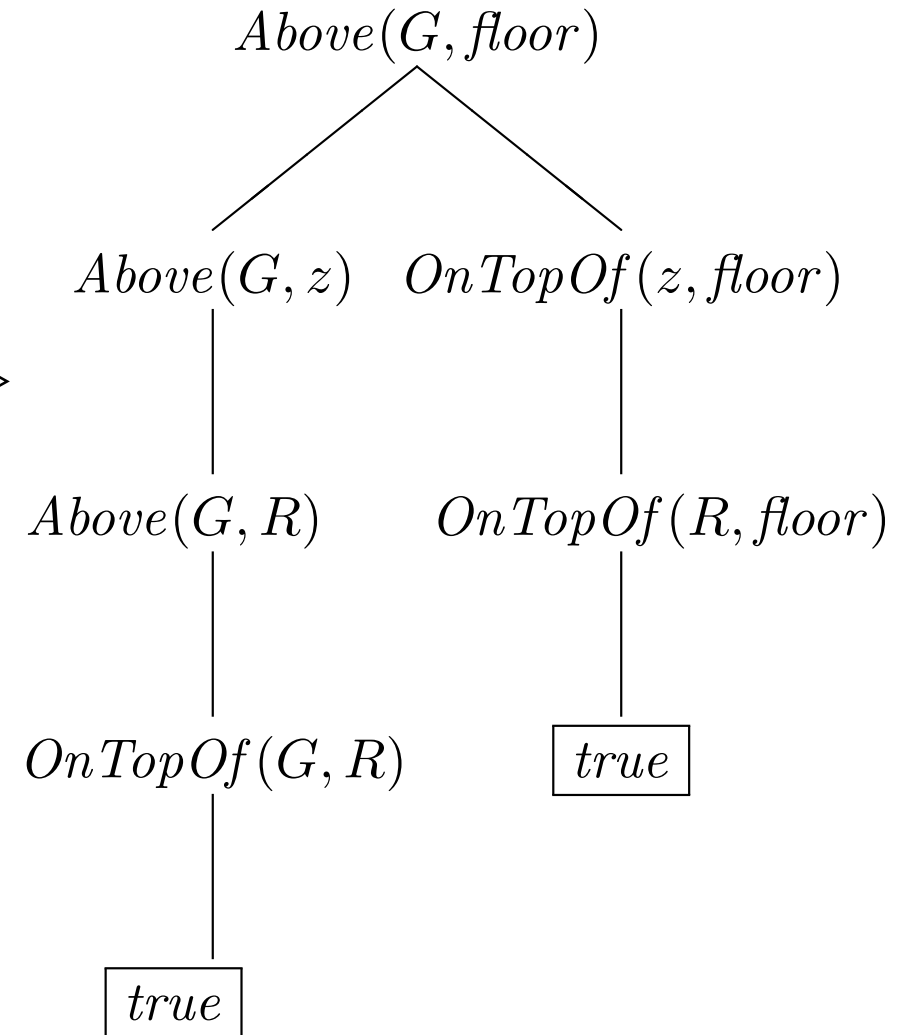 Above(G, floor)
Above(G, z) OnTopOf(z, floor)
Above(G, R) OnTopOf(R, floor)
OnTopOf(G, R) true
true